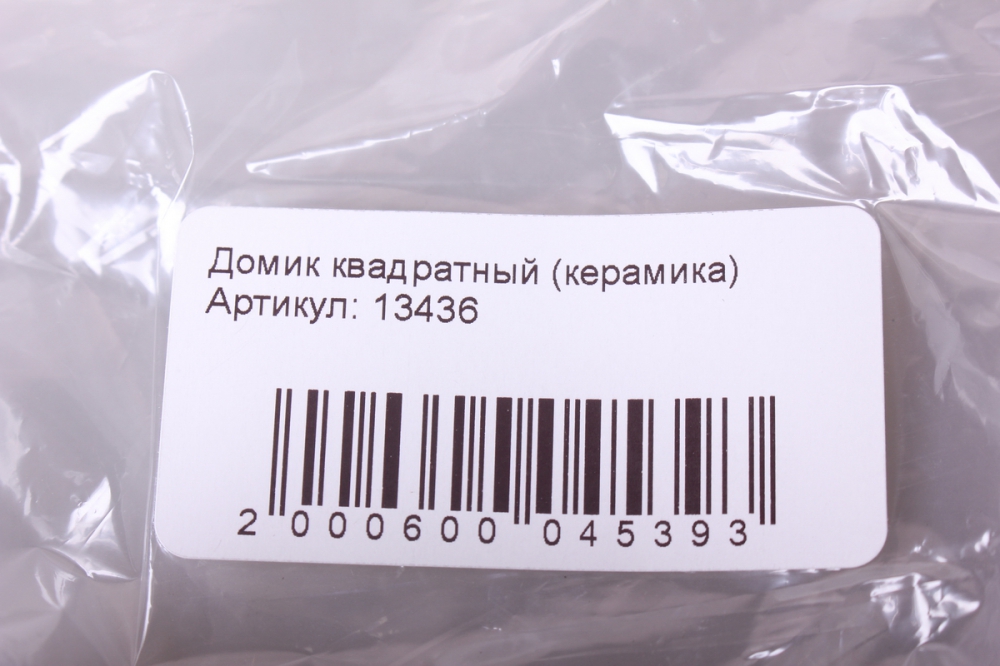 Домик квадратный (керамика)
Артикул: 13436
2 000600 045393